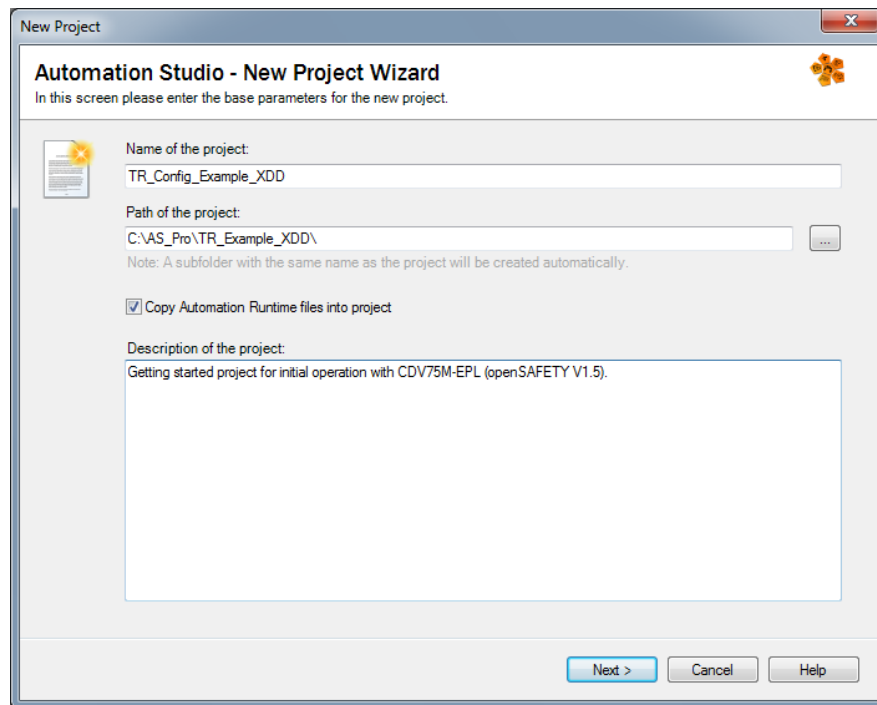 New Project
Automation Studio - New Project Wizard
In this screen please enter the base parameters for the new project.
Name of the project:
TR_Config_Example_XDD
Path of the project:
C:\AS_Pro\TR_Example_XDD\
...
Note: A subfolder with the same name as the project will be created automatically.
Copy Automation Runtime files into project
Description of the project:
Getting started project for initial operation with CDV75M-EPL (openSAFETY V1.5).
Next >
Cancel
Help